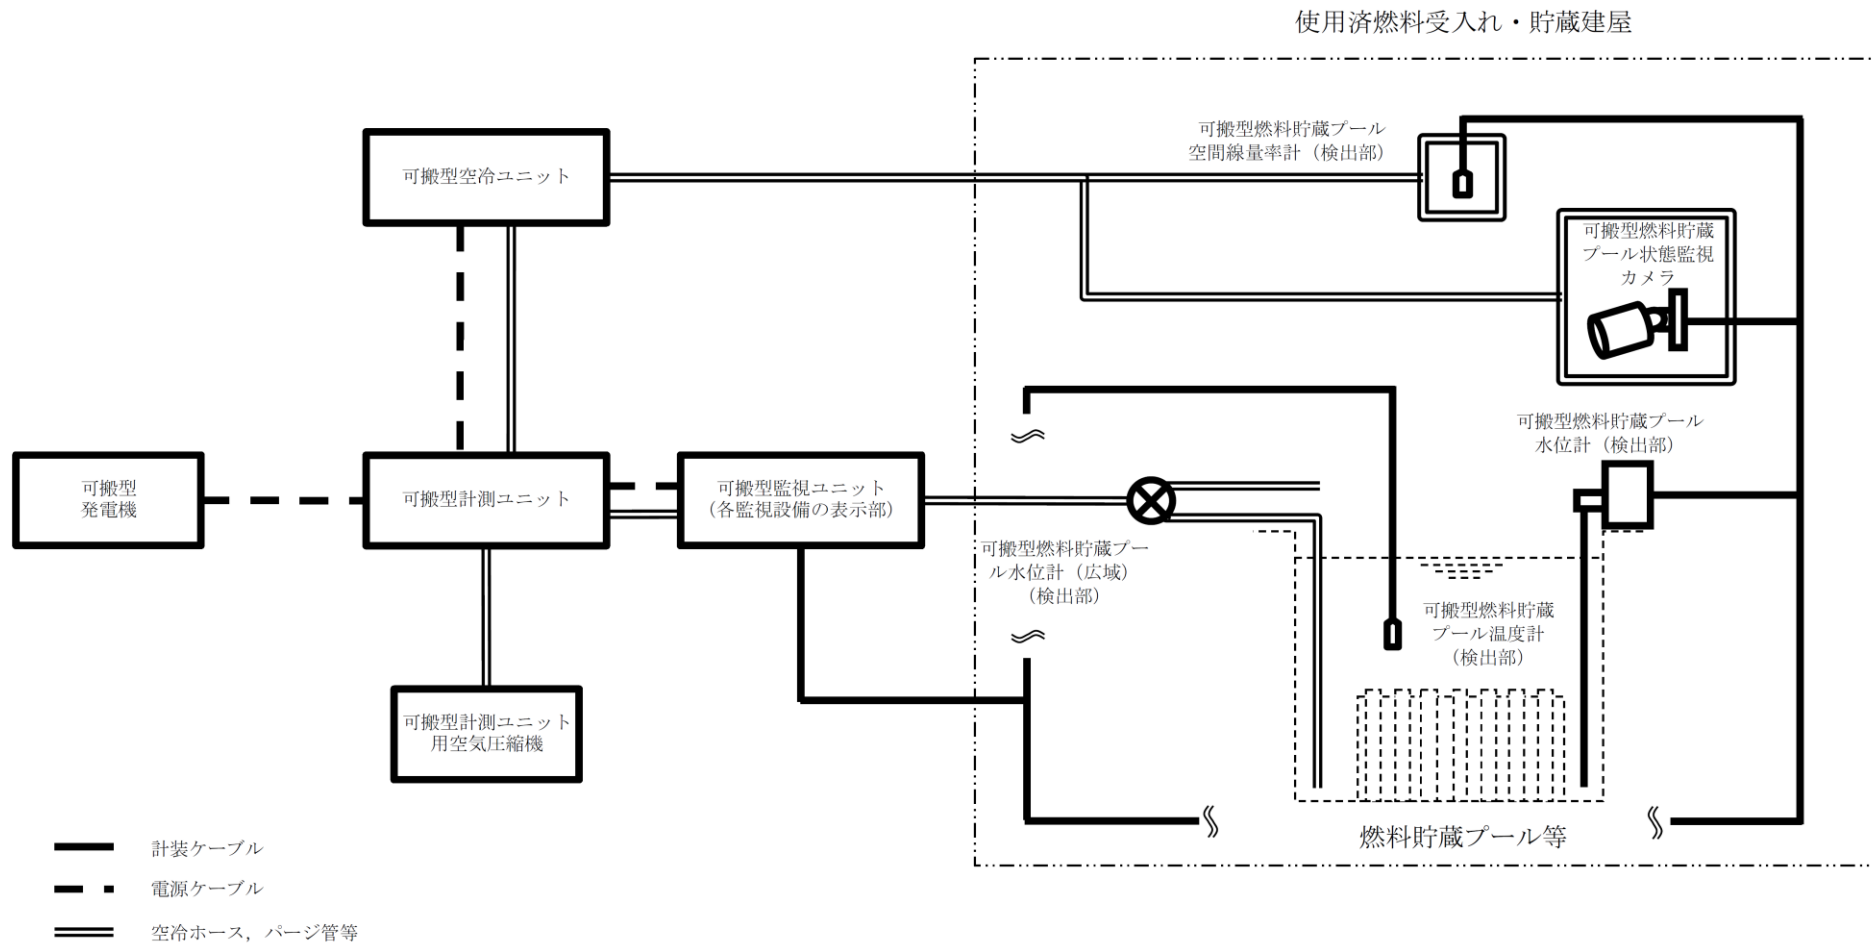 使用済燃料受入れ・貯蔵建屋
可搬型燃料貯蔵プール
空間線量率計（検出部）
可搬型空冷ユニット
可搬型燃料貯蔵
プール状態監視
カメラ
可搬型燃料貯蔵プール
水位計（検出部）
可搬型
発電機
可搬型計測ユニット
可搬型監視ユニット
（各監視設備の表示部）
可搬型燃料貯蔵プー
ル水位計（広域）
（検出部）
可搬型燃料貯蔵
プール温度計
（検出部）
可搬型計測ユニット
用空気圧縮機
燃料貯蔵プール等
計装ケーブル
電源ケーブル
空冷ホース，パージ管等